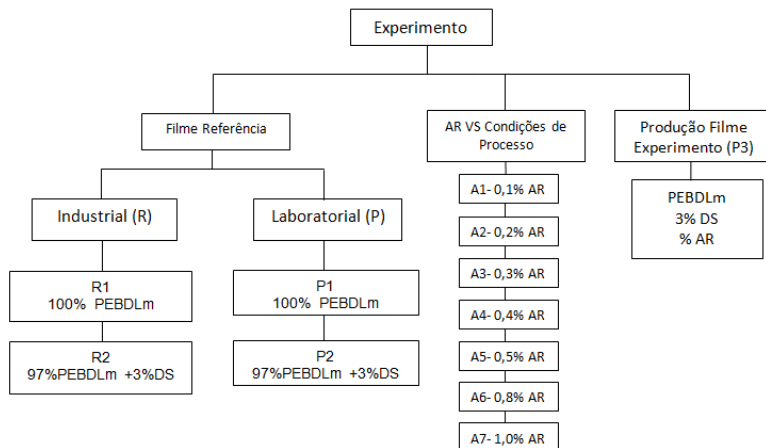 Experimento
Filme Referência
AR VS Condições de
Processo
Produção Filme
Experimento (P3)
Industrial (R)
Laboratorial (P)
R1
100% PEBDLm
R2
97%PEBDLm +3%DS
P1
100% PEBDLm
P2
97%PEBDLm +3%DS
A1- 0,1% AR
A2- 0,2% AR
A3- 0,3% AR
A4- 0,4% AR
A5- 0,5% AR
A6- 0,8% AR
A7- 1,0% AR
PEBDLm
3% DS
% AR